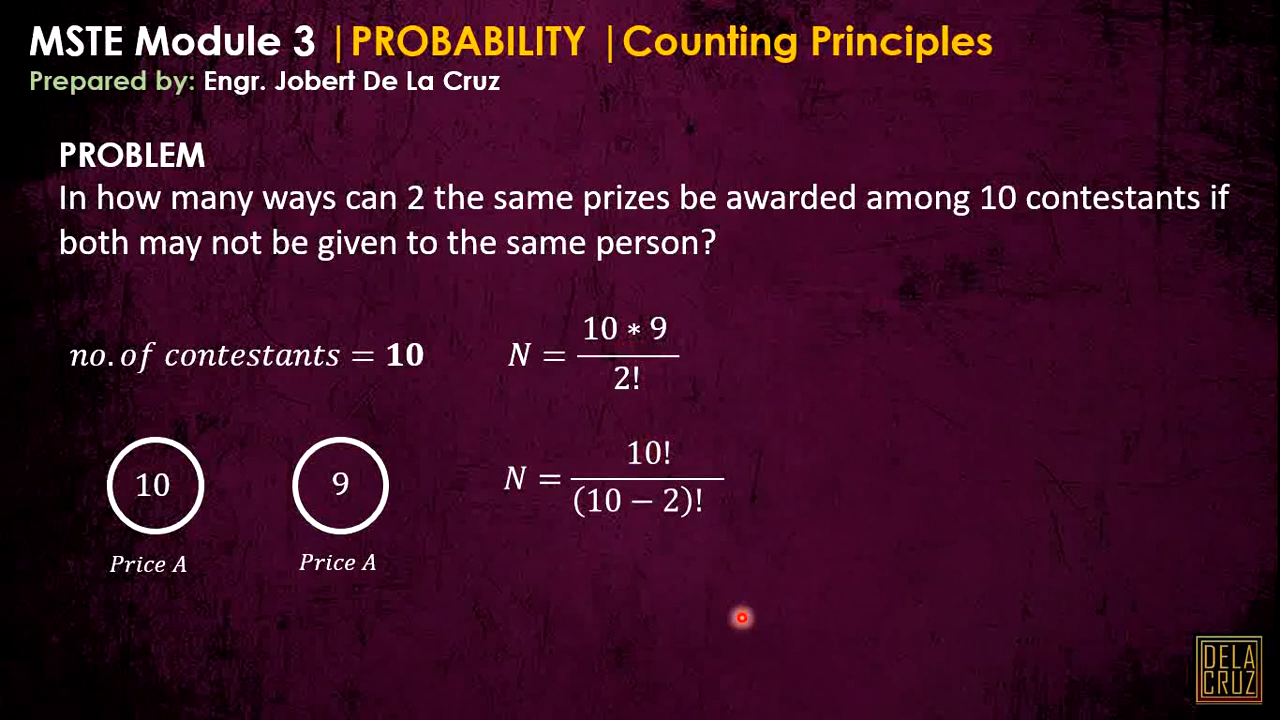 MSTE Module 3 |PROBABILITY |Counting Principles
Prepared by: Engr. Jobert De La Cruz
PROBLEM
In how many ways can 2 the same prizes be awarded among 10 contestants if
both may not be given to the same person?
no. of contestants = 10
N = 10 * 9 / 2!
10
9
Price A
Price A
N = 10! / (10 − 2)!
DELA
CRUZ